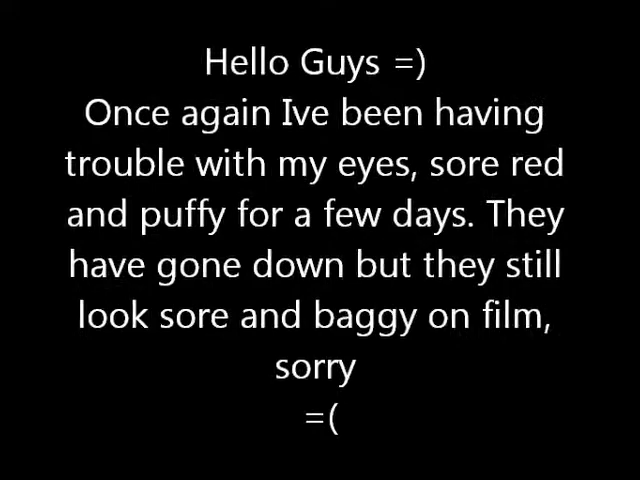 Hello Guys =)
Once again Ive been having
trouble with my eyes, sore red
and puffy for a few days. They
have gone down but they still
look sore and baggy on film,
sorry
=(